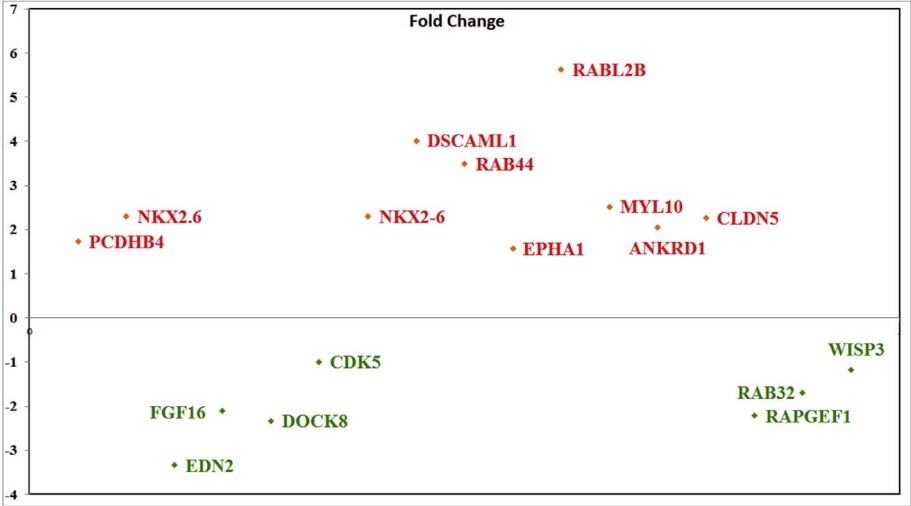 Fold Change
7
6
5
4
3
2
1
0
-1
-2
-3
-4
0
RABL2B
DSCAML1
RAB44
NKX2.6
NKX2-6
MYL10
CLDN5
PCDHB4
EPHA1
ANKRD1
CDK5
WISP3
FGF16
DOCK8
RAB32
RAPGEF1
EDN2